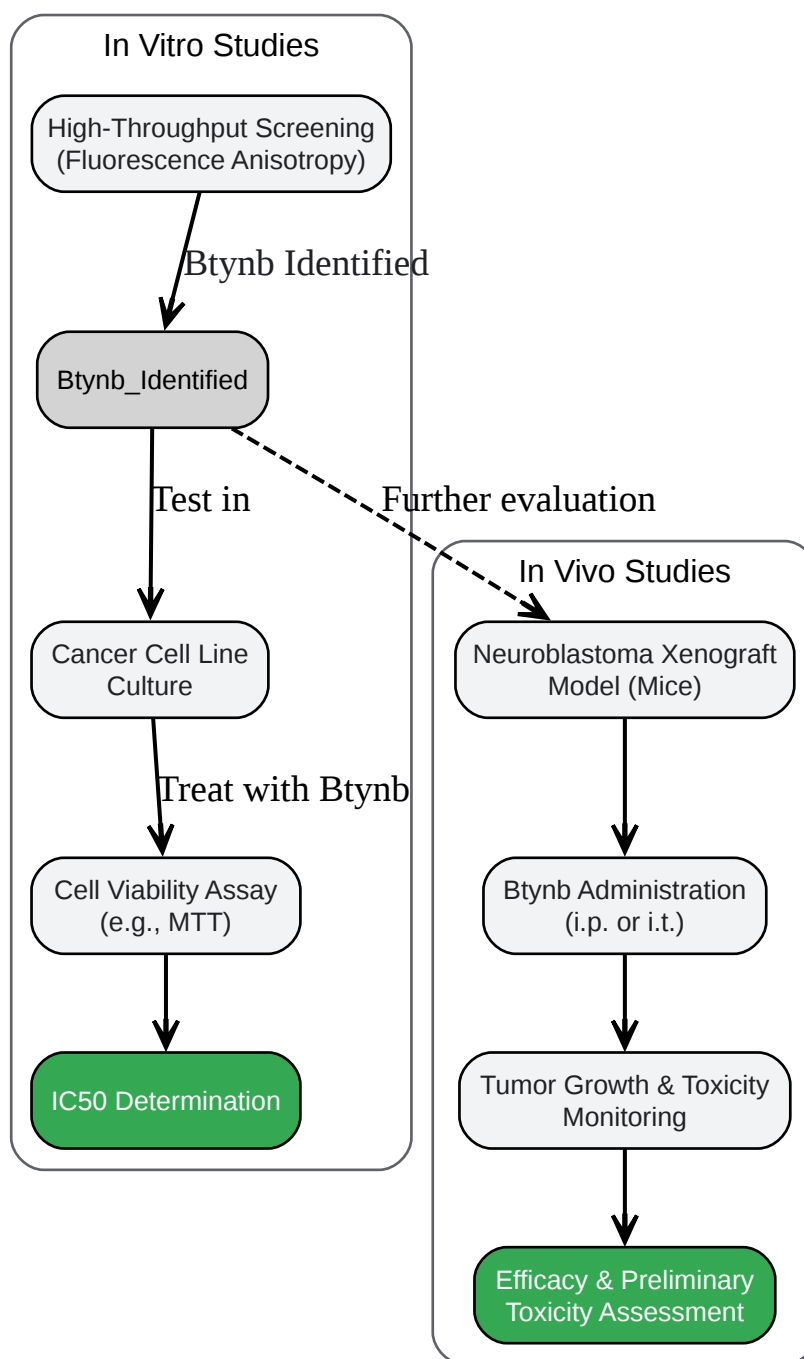 In Vitro Studies
High-Throughput Screening
(Fluorescence Anisotropy)
Btynb Identified
Btynb_Identified
Test in
Further evaluation
In Vivo Studies
Cancer Cell Line
Culture
Neuroblastoma Xenograft
Model (Mice)
Treat with Btynb
Cell Viability Assay
(e.g., MTT)
Btynb Administration
(i.p. or i.t.)
IC50 Determination
Tumor Growth & Toxicity
Monitoring
Efficacy & Preliminary
Toxicity Assessment